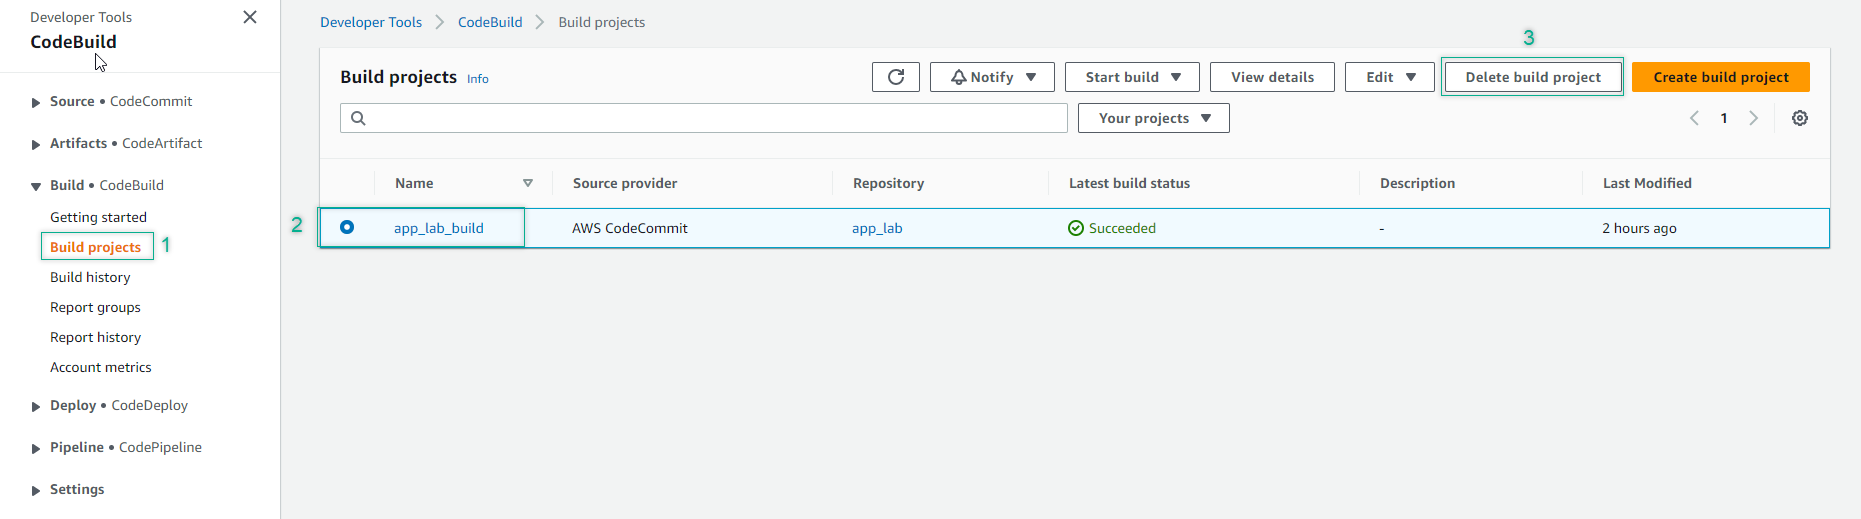 Developer Tools
CodeBuild
Source • CodeCommit
Artifacts • CodeArtifact
Build • CodeBuild
Getting started
Build projects 1
Build history
Report groups
Report history
Account metrics
Deploy • CodeDeploy
Pipeline • CodePipeline
Settings
Developer Tools > CodeBuild > Build projects
3
Build projects Info Notify Start build View details Edit Delete build project Create build project
Your projects 1
Name Source provider Repository Latest build status Description Last Modified
2 app_lab_build AWS CodeCommit app_lab Succeeded - 2 hours ago